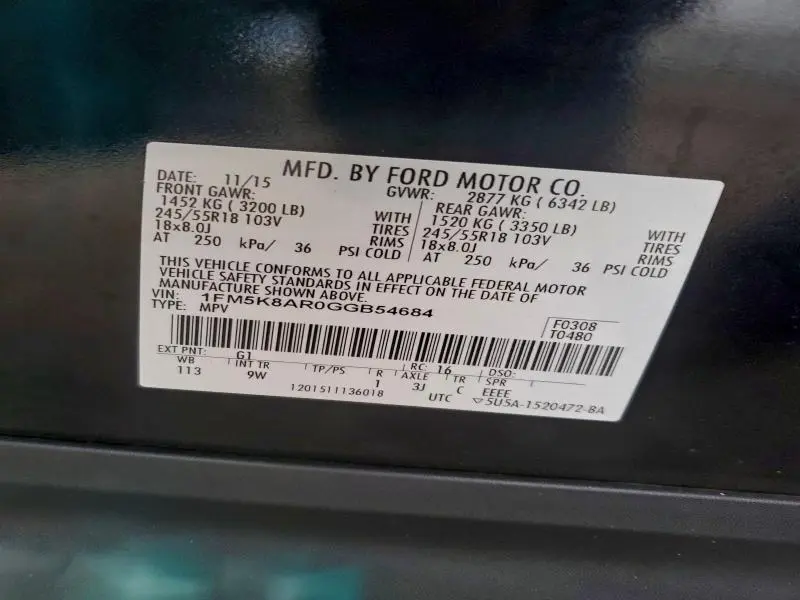 MFD. BY FORD MOTOR CO.
DATE: 11/15 GVWR: 2877 KG ( 6342 LB)
FRONT GAWR: REAR GAWR:
1452 KG ( 3200 LB) WITH 1520 KG ( 3350 LB) WITH
245/55R18 103V TIRES 245/55R18 103V TIRES
18x8.0J RIMS 18x8.0J RIMS
AT 250 kPa/ 36 PSI COLD AT 250 kPa/ 36 PSI COLD
THIS VEHICLE CONFORMS TO ALL APPLICABLE FEDERAL MOTOR
VEHICLE SAFETY STANDARDS IN EFFECT ON THE DATE OF
MANUFACTURE SHOWN ABOVE.
VIN: 1FM5K8AR0GGB54684
TYPE: MPV
F0308
T0480
EXT PNT: G1 RC: 16 DSO:
WB INT TR TP/PS R AXLE TR SPR
113 9W 1 3J C EEEE
1201511136018 UTC ▽5U5A-1520472-BA